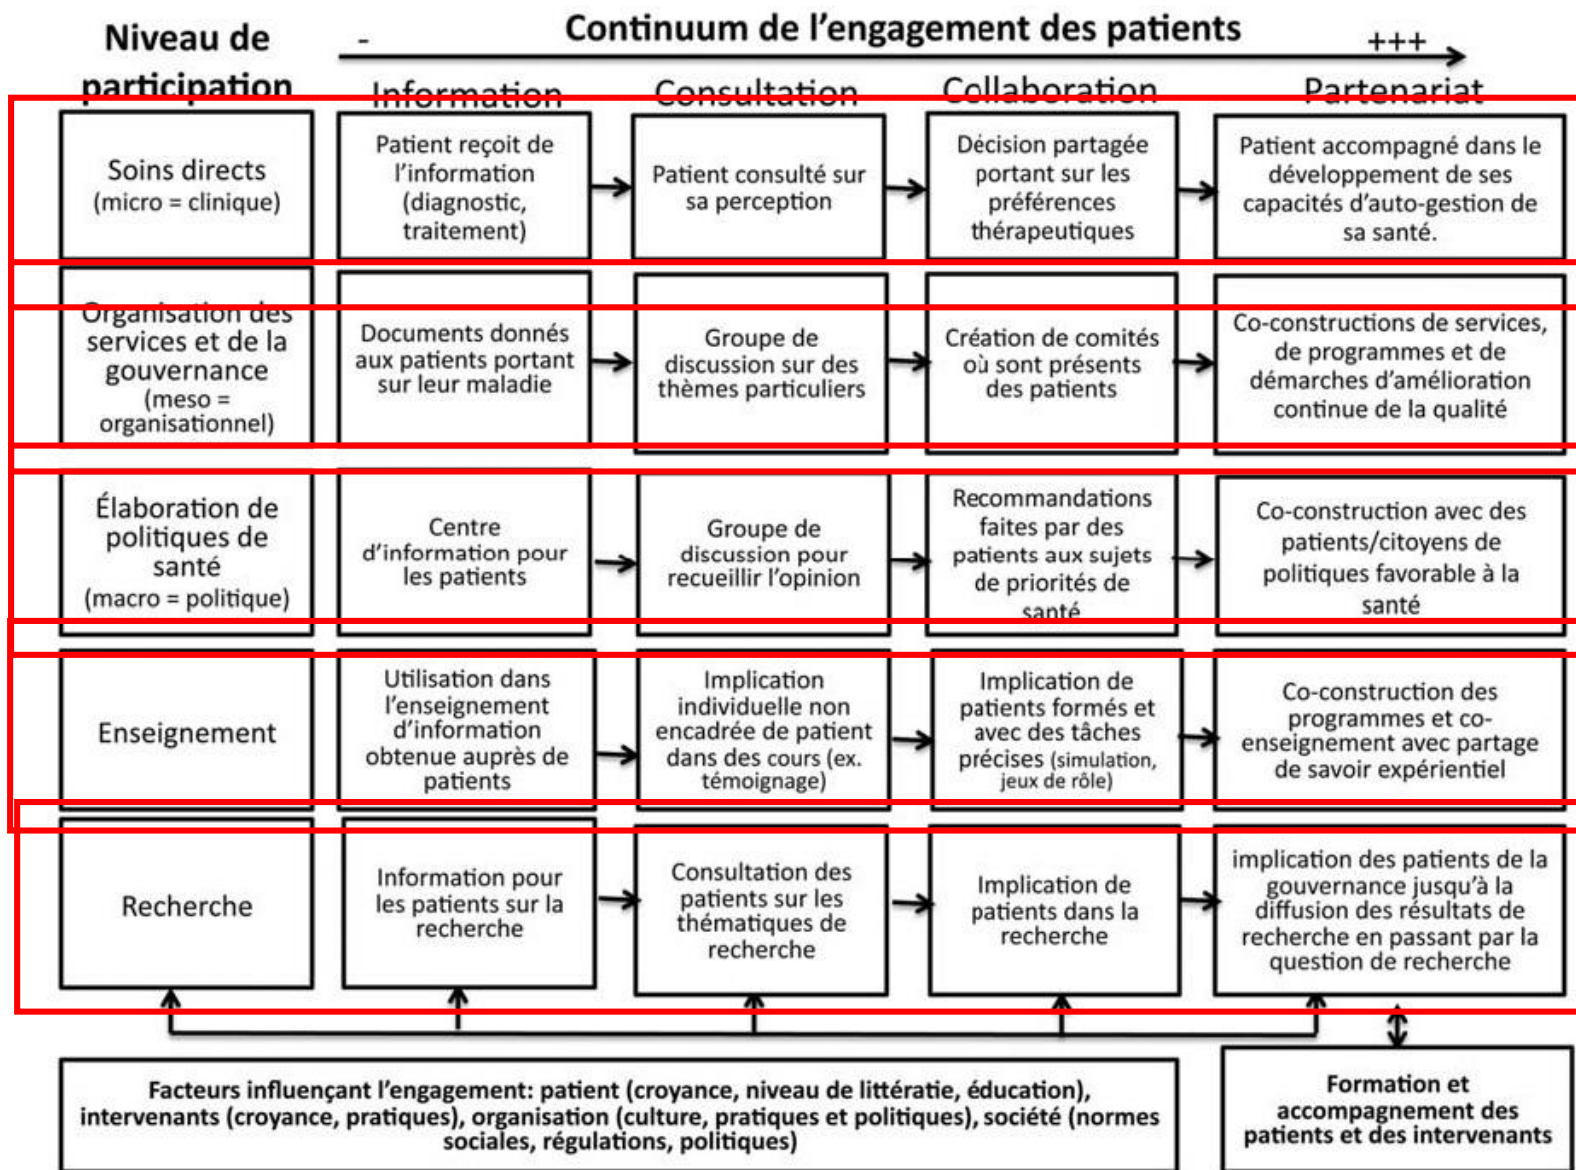 Niveau de
participation
Continuum de l'engagement des patients
-
+++
Information
Consultation
Collaboration
Partenariat
Soins directs
(micro = clinique)
Patient reçoit de
l'information
(diagnostic,
traitement)
Patient consulté sur
sa perception
Décision partagée
portant sur les
préférences
thérapeutiques
Patient accompagné dans le
développement de ses
capacités d'auto-gestion de
sa santé.
Organisation des
services et de la
gouvernance
(meso =
organisationnel)
Documents donnés
aux patients portant
sur leur maladie
Groupe de
discussion sur des
thèmes particuliers
Création de comités
où sont présents
des patients
Co-constructions de services,
de programmes et de
démarches d'amélioration
continue de la qualité
Élaboration de
politiques de
santé
(macro = politique)
Centre
d'information pour
les patients
Groupe de
discussion pour
recueillir l'opinion
Recommandations
faites par des
patients aux sujets
de priorités de
santé
Co-construction avec des
patients/citoyens de
politiques favorable à la
santé
Enseignement
Utilisation dans
l'enseignement
d'information
obtenue auprès de
patients
Implication
individuelle non
encadrée de patient
dans des cours (ex.
témoignage)
Implication de
patients formés et
avec des tâches
précises (simulation,
jeux de rôle)
Co-construction des
programmes et co-
enseignement avec partage
de savoir expérientiel
Recherche
Information pour
les patients sur la
recherche
Consultation des
patients sur les
thématiques de
recherche
Implication de
patients dans la
recherche
implication des patients de la
gouvernance jusqu'à la
diffusion des résultats de
recherche en passant par la
question de recherche
Facteurs influençant l'engagement: patient (croyance, niveau de littératie, éducation),
intervenants (croyance, pratiques), organisation (culture, pratiques et politiques), société (normes
sociales, régulations, politiques)
Formation et
accompagnement des
patients et des intervenants